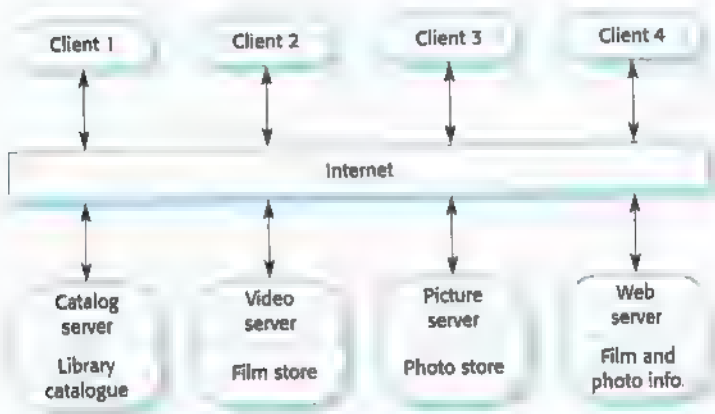 Client 1
Client 2
Client 3
Client 4
Internet
Catalog
server
Library
catalogue
Video
server
Film store
Picture
server
Photo store
Web
server
Film and
photo info.